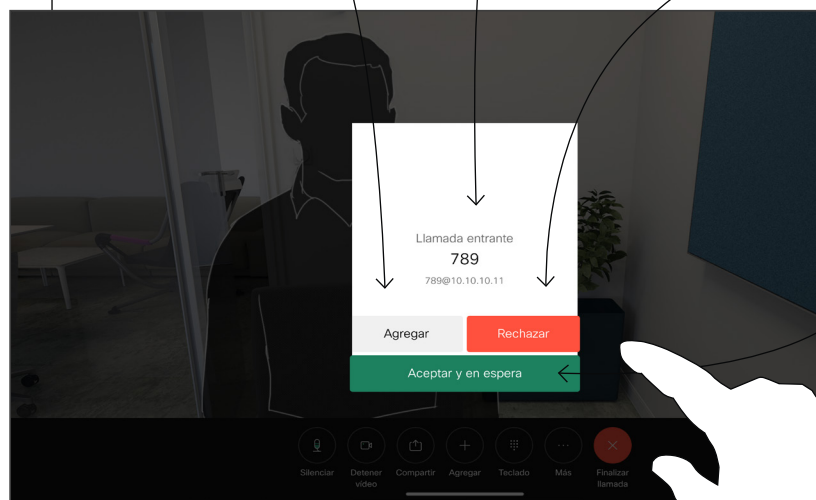 Llamada entrante
789
789@10.10.10.11
Agregar
Rechazar
Aceptar y en espera
Silenciar
Detener
vídeo
Compartir
Agregar
Teclado
Más
Finalizar
llamada